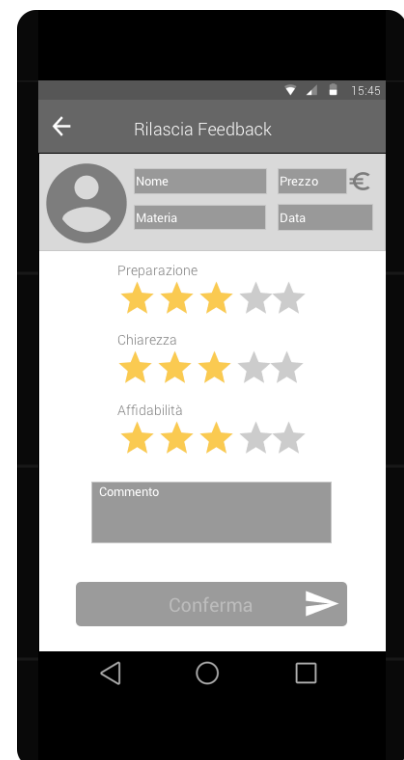 15:45
Rilascia Feedback
Nome
Prezzo €
Materia
Data
Preparazione
Chiarezza
Affidabilità
Commento
Conferma